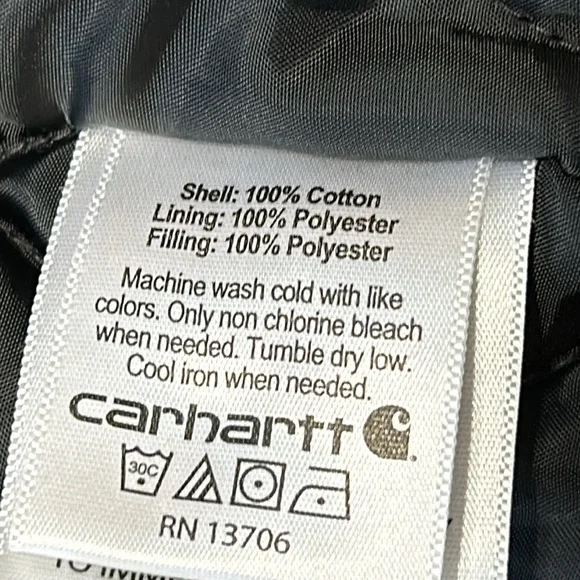 Shell: 100% Cotton
Lining: 100% Polyester
Filling: 100% Polyester
Machine wash cold with like
colors. Only non chlorine bleach
when needed. Tumble dry low.
Cool iron when needed.
carhartt
30C
RN 13706